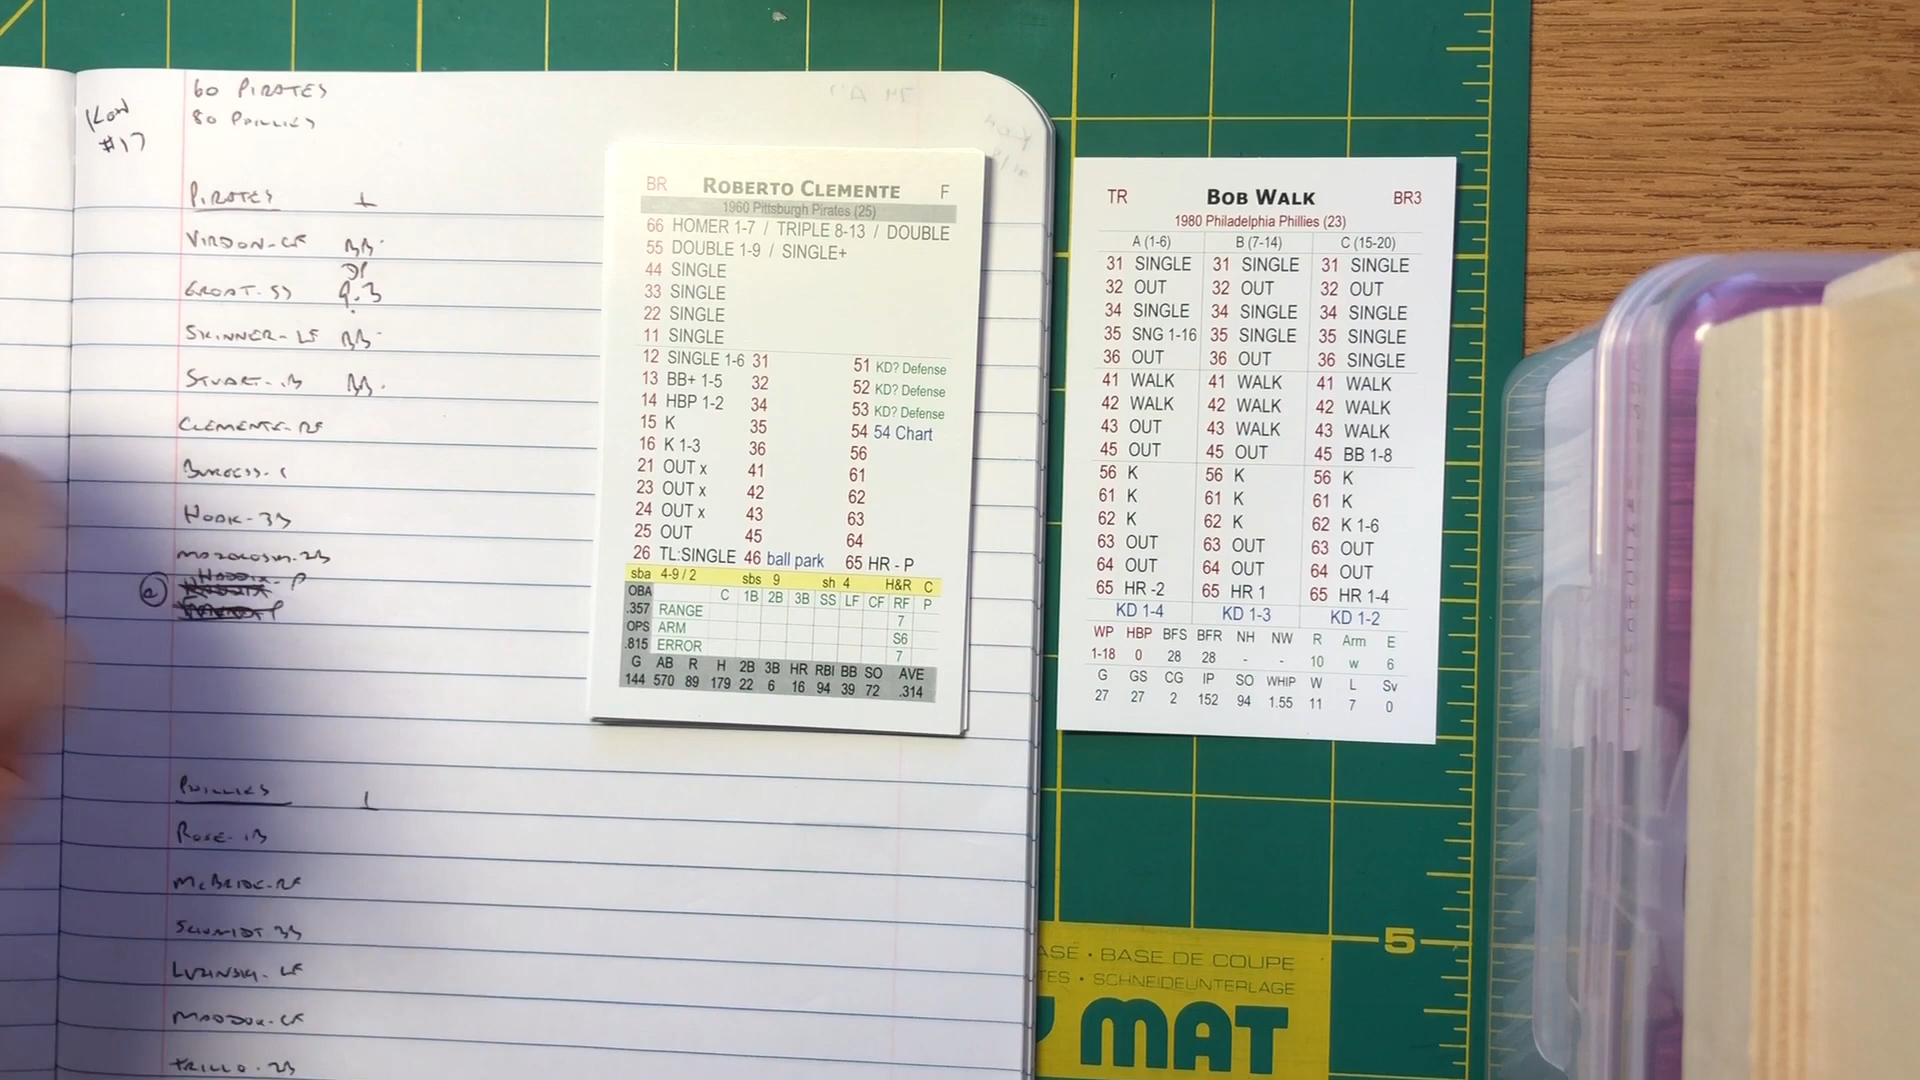 60 PIRATES
80 PHILLIES
#17
PIRATES 1
VIRDON-CF BB
DP
GROAT-SS 9.3
SKINNER-LF BB
STUART-1B BB
CLEMENTE-RF
BURGESS-C
HOAK-3B
MAZEROSKI-2B
HADDIX-P
PHILLIES 1
ROSE-1B
MCBRIDE-RF
SCHMIDT 3B
LUZINSKI-LF
MADDOX-CF
TRILLO-2B
BR ROBERTO CLEMENTE F
1960 Pittsburgh Pirates (25)
66 HOMER 1-7 / TRIPLE 8-13 / DOUBLE
55 DOUBLE 1-9 / SINGLE+
44 SINGLE
33 SINGLE
22 SINGLE
11 SINGLE
12 SINGLE 1-6 31 51 KD? Defense
13 BB+ 1-5 32 52 KD? Defense
14 HBP 1-2 34 53 KD? Defense
15 K 35 54 54 Chart
16 K 1-3 36 56
21 OUT x 41 61
23 OUT x 42 62
24 OUT x 43 63
25 OUT 45 64
26 TL:SINGLE 46 ball park 65 HR - P
sba 4-9 / 2 sbs 9 sh 4 H&R C
OBA C 1B 2B 3B SS LF CF RF P
.357 RANGE 7
OPS ARM S6
.815 ERROR 7
G AB R H 2B 3B HR RBI BB SO AVE
144 570 89 179 22 6 16 94 39 72 .314
TR BOB WALK BR3
1980 Philadelphia Phillies (23)
A (1-6) B (7-14) C (15-20)
31 SINGLE 31 SINGLE 31 SINGLE
32 OUT 32 OUT 32 OUT
34 SINGLE 34 SINGLE 34 SINGLE
35 SNG 1-16 35 SINGLE 35 SINGLE
36 OUT 36 OUT 36 SINGLE
41 WALK 41 WALK 41 WALK
42 WALK 42 WALK 42 WALK
43 OUT 43 WALK 43 WALK
45 OUT 45 OUT 45 BB 1-8
56 K 56 K 56 K
61 K 61 K 61 K
62 K 62 K 62 K 1-6
63 OUT 63 OUT 63 OUT
64 OUT 64 OUT 64 OUT
65 HR -2 65 HR 1 65 HR 1-4
KD 1-4 KD 1-3 KD 1-2
WP HBP BFS BFR NH NW R Arm E
1-18 0 28 28 - - 10 w 6
G GS CG IP SO WHIP W L Sv
27 27 2 152 94 1.55 11 7 0
5
BASE DE COUPE
SCHNEIDEUNTERLAGE
MAT